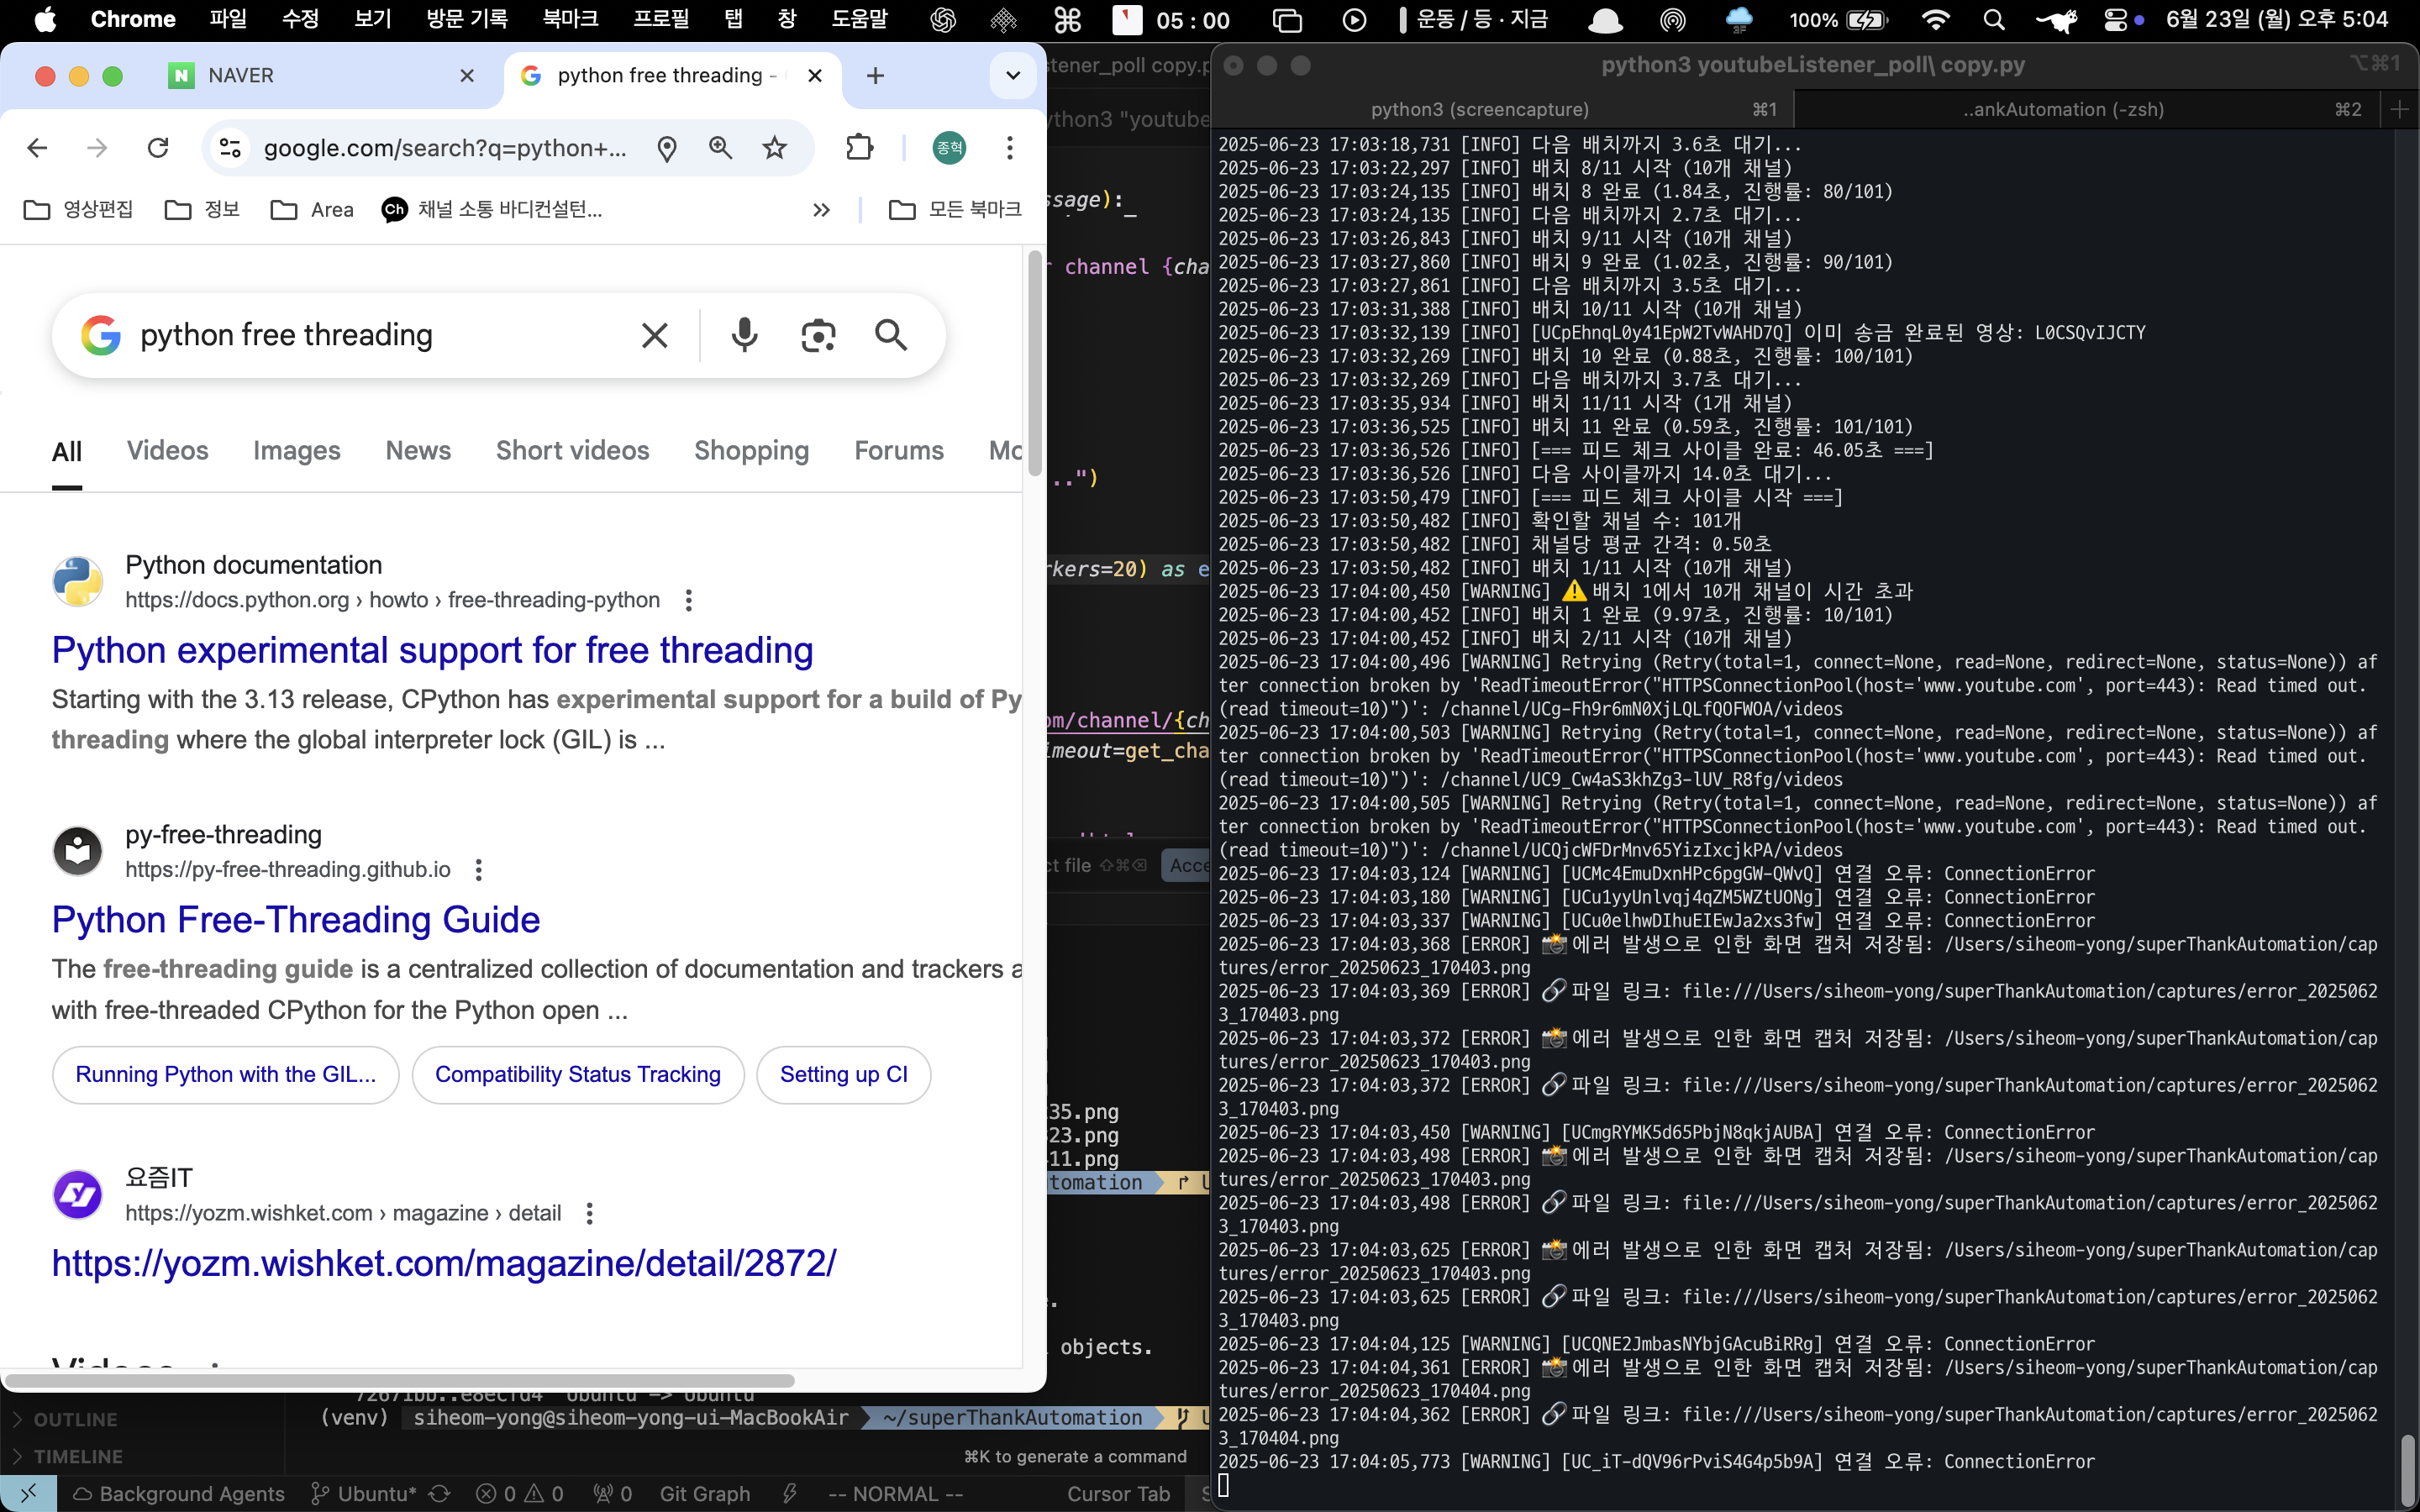 Chrome 파일 수정 보기 방문 기록 북마크 프로필 탭 창 도움말 05 : 00 운동 / 등 · 지금 100% 6월 23일 (월) 오후 5:04
NAVER
python free threading -
google.com/search?q=python+...
종혁
영상편집
정보
Area
채널 소통 바디컨설턴...
모든 북마크
python free threading
All Videos Images News Short videos Shopping Forums
Python documentation
https://docs.python.org › howto › free-threading-python
Python experimental support for free threading
Starting with the 3.13 release, CPython has experimental support for a build of Py
threading where the global interpreter lock (GIL) is ...
py-free-threading
https://py-free-threading.github.io
Python Free-Threading Guide
The free-threading guide is a centralized collection of documentation and trackers a
with free-threaded CPython for the Python open ...
Running Python with the GIL...
Compatibility Status Tracking
Setting up CI
요즘IT
https://yozm.wishket.com › magazine › detail
https://yozm.wishket.com/magazine/detail/2872/
Videos
stener_poll copy.p
ython3 "youtube
ssage):
r channel {cha
..")
rkers=20) as e
om/channel/{ch
imeout=get_cha
ct file ⇧⌘⌫
Acce
35.png
23.png
11.png
tomation
objects.
(venv) siheom-yong@siheom-yong-ui-MacBookAir ~/superThankAutomation
⌘K to generate a command
OUTLINE
TIMELINE
Background Agents Ubuntu* 0 0 0 Git Graph -- NORMAL -- Cursor Tab
python3 youtubeListener_poll\ copy.py
⌥⌘1
python3 (screencapture) ⌘1
..ankAutomation (-zsh) ⌘2
2025-06-23 17:03:18,731 [INFO] 다음 배치까지 3.6초 대기...
2025-06-23 17:03:22,297 [INFO] 배치 8/11 시작 (10개 채널)
2025-06-23 17:03:24,135 [INFO] 배치 8 완료 (1.84초, 진행률: 80/101)
2025-06-23 17:03:24,135 [INFO] 다음 배치까지 2.7초 대기...
2025-06-23 17:03:26,843 [INFO] 배치 9/11 시작 (10개 채널)
2025-06-23 17:03:27,860 [INFO] 배치 9 완료 (1.02초, 진행률: 90/101)
2025-06-23 17:03:27,861 [INFO] 다음 배치까지 3.5초 대기...
2025-06-23 17:03:31,388 [INFO] 배치 10/11 시작 (10개 채널)
2025-06-23 17:03:32,139 [INFO] [UCpEhnqL0y41EpW2TvWAHD7Q] 이미 송금 완료된 영상: L0CSQvIJCTY
2025-06-23 17:03:32,269 [INFO] 배치 10 완료 (0.88초, 진행률: 100/101)
2025-06-23 17:03:32,269 [INFO] 다음 배치까지 3.7초 대기...
2025-06-23 17:03:35,934 [INFO] 배치 11/11 시작 (1개 채널)
2025-06-23 17:03:36,525 [INFO] 배치 11 완료 (0.59초, 진행률: 101/101)
2025-06-23 17:03:36,526 [INFO] [=== 피드 체크 사이클 완료: 46.05초 ===]
2025-06-23 17:03:36,526 [INFO] 다음 사이클까지 14.0초 대기...
2025-06-23 17:03:50,479 [INFO] [=== 피드 체크 사이클 시작 ===]
2025-06-23 17:03:50,482 [INFO] 확인할 채널 수: 101개
2025-06-23 17:03:50,482 [INFO] 채널당 평균 간격: 0.50초
2025-06-23 17:03:50,482 [INFO] 배치 1/11 시작 (10개 채널)
2025-06-23 17:04:00,450 [WARNING] ⚠️ 배치 1에서 10개 채널이 시간 초과
2025-06-23 17:04:00,452 [INFO] 배치 1 완료 (9.97초, 진행률: 10/101)
2025-06-23 17:04:00,452 [INFO] 배치 2/11 시작 (10개 채널)
2025-06-23 17:04:00,496 [WARNING] Retrying (Retry(total=1, connect=None, read=None, redirect=None, status=None)) af
ter connection broken by 'ReadTimeoutError("HTTPSConnectionPool(host='www.youtube.com', port=443): Read timed out.
(read timeout=10)")': /channel/UCg-Fh9r6mN0XjLQLfQOFWOA/videos
2025-06-23 17:04:00,503 [WARNING] Retrying (Retry(total=1, connect=None, read=None, redirect=None, status=None)) af
ter connection broken by 'ReadTimeoutError("HTTPSConnectionPool(host='www.youtube.com', port=443): Read timed out.
(read timeout=10)")': /channel/UC9_Cw4aS3khZg3-lUV_R8fg/videos
2025-06-23 17:04:00,505 [WARNING] Retrying (Retry(total=1, connect=None, read=None, redirect=None, status=None)) af
ter connection broken by 'ReadTimeoutError("HTTPSConnectionPool(host='www.youtube.com', port=443): Read timed out.
(read timeout=10)")': /channel/UCQjcWFDrMnv65YizIxcjkPA/videos
2025-06-23 17:04:03,124 [WARNING] [UCMc4EmuDxnHPc6pgGW-QWvQ] 연결 오류: ConnectionError
2025-06-23 17:04:03,180 [WARNING] [UCu1yyUnlvqj4qZM5WZtUONg] 연결 오류: ConnectionError
2025-06-23 17:04:03,337 [WARNING] [UCu0elhwDIhuEIEwJa2xs3fw] 연결 오류: ConnectionError
2025-06-23 17:04:03,368 [ERROR] 📸 에러 발생으로 인한 화면 캡처 저장됨: /Users/siheom-yong/superThankAutomation/cap
tures/error_20250623_170403.png
2025-06-23 17:04:03,369 [ERROR] 🔗 파일 링크: file:///Users/siheom-yong/superThankAutomation/captures/error_2025062
3_170403.png
2025-06-23 17:04:03,372 [ERROR] 📸 에러 발생으로 인한 화면 캡처 저장됨: /Users/siheom-yong/superThankAutomation/cap
tures/error_20250623_170403.png
2025-06-23 17:04:03,372 [ERROR] 🔗 파일 링크: file:///Users/siheom-yong/superThankAutomation/captures/error_2025062
3_170403.png
2025-06-23 17:04:03,450 [WARNING] [UCmgRYMK5d65PbjN8qkjAUBA] 연결 오류: ConnectionError
2025-06-23 17:04:03,498 [ERROR] 📸 에러 발생으로 인한 화면 캡처 저장됨: /Users/siheom-yong/superThankAutomation/cap
tures/error_20250623_170403.png
2025-06-23 17:04:03,498 [ERROR] 🔗 파일 링크: file:///Users/siheom-yong/superThankAutomation/captures/error_2025062
3_170403.png
2025-06-23 17:04:03,625 [ERROR] 📸 에러 발생으로 인한 화면 캡처 저장됨: /Users/siheom-yong/superThankAutomation/cap
tures/error_20250623_170403.png
2025-06-23 17:04:03,625 [ERROR] 🔗 파일 링크: file:///Users/siheom-yong/superThankAutomation/captures/error_2025062
3_170403.png
2025-06-23 17:04:04,125 [WARNING] [UCQNE2JmbasNYbjGAcuBiRRg] 연결 오류: ConnectionError
2025-06-23 17:04:04,361 [ERROR] 📸 에러 발생으로 인한 화면 캡처 저장됨: /Users/siheom-yong/superThankAutomation/cap
tures/error_20250623_170404.png
2025-06-23 17:04:04,362 [ERROR] 🔗 파일 링크: file:///Users/siheom-yong/superThankAutomation/captures/error_2025062
3_170404.png
2025-06-23 17:04:05,773 [WARNING] [UC_iT-dQV96rPviS4G4p5b9A] 연결 오류: ConnectionError